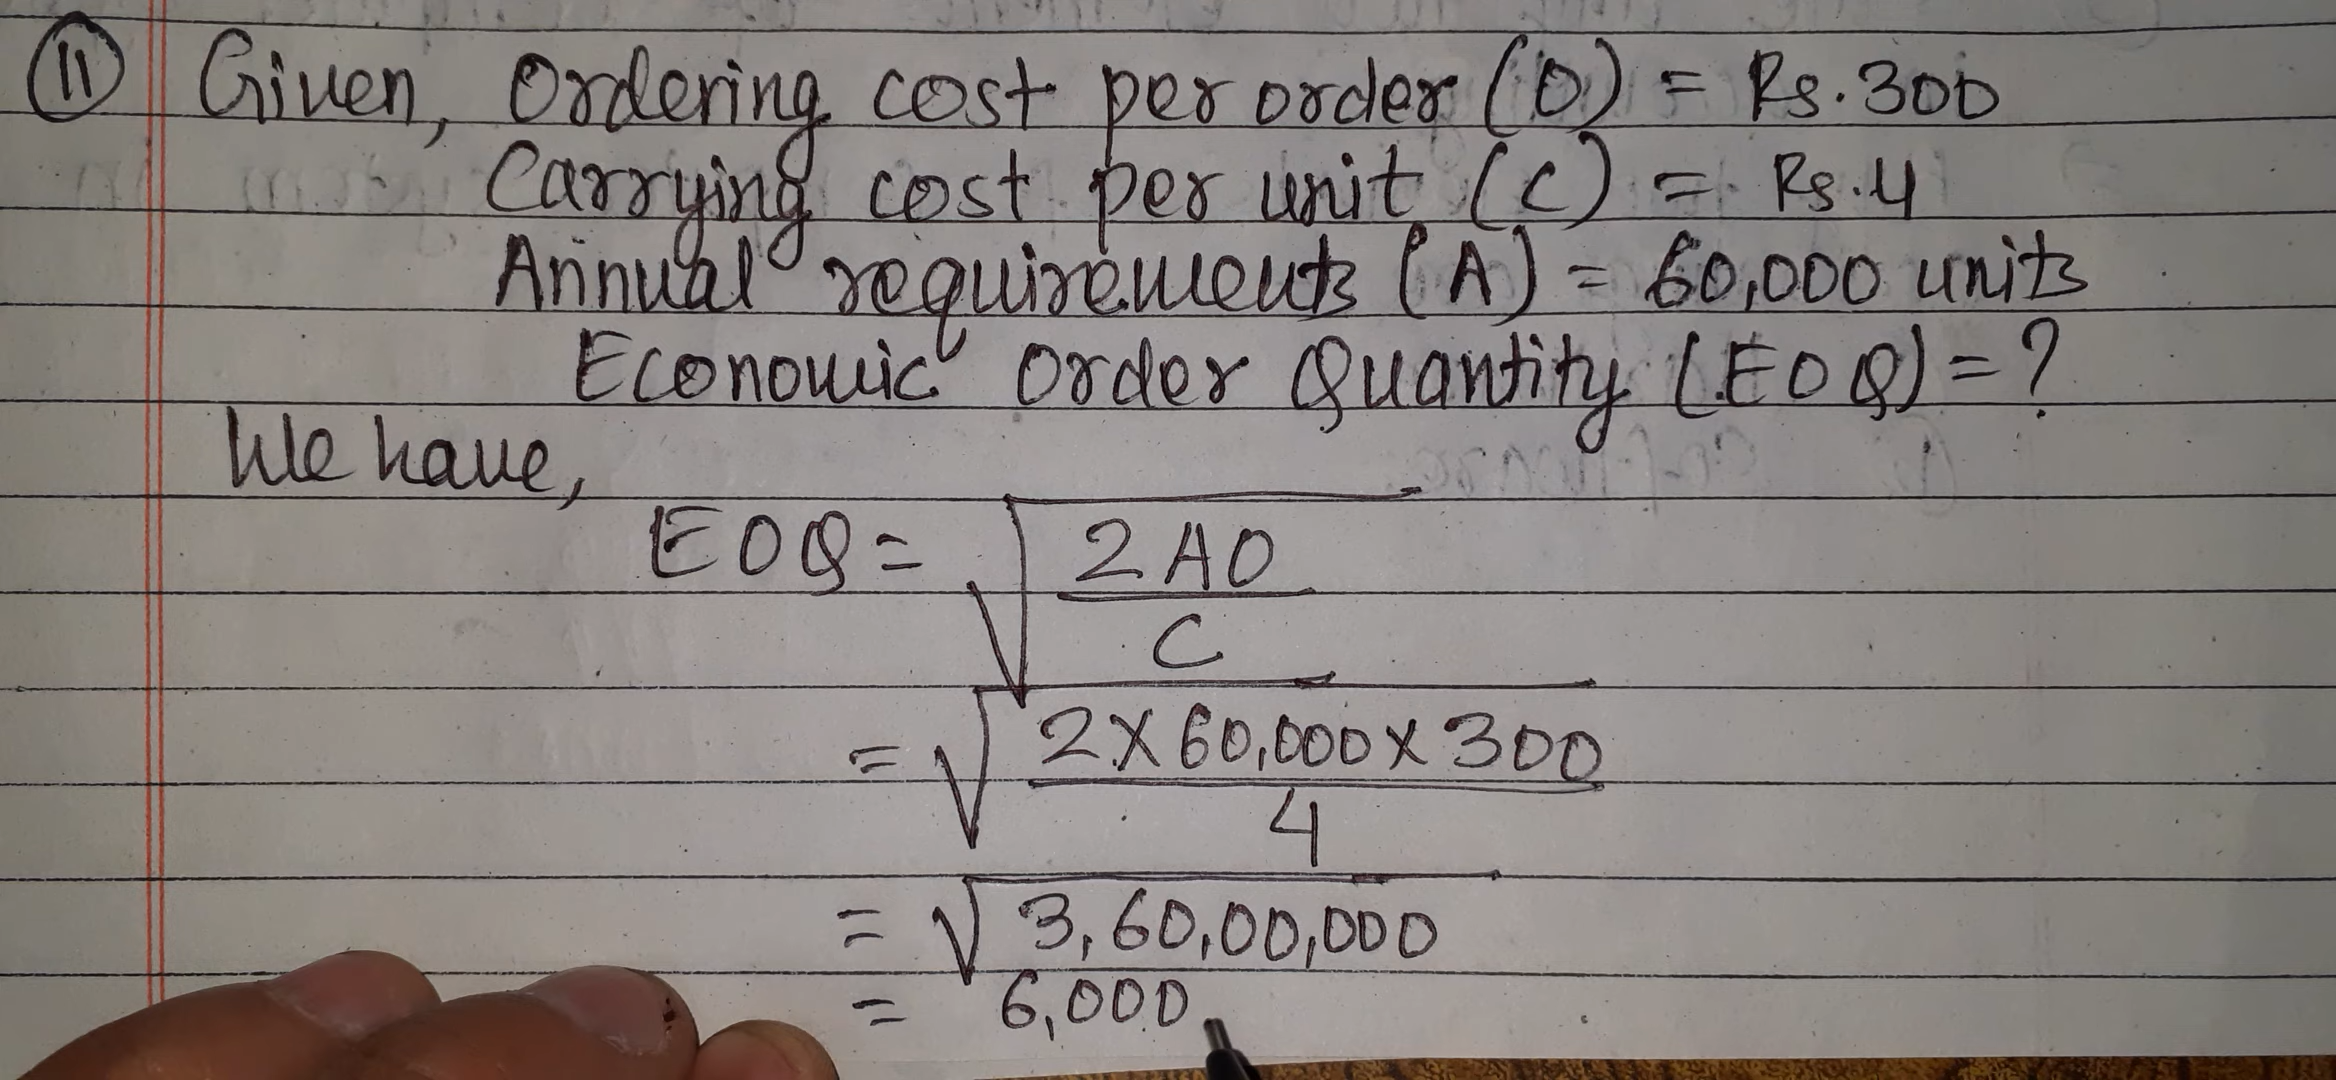 11 Given, Ordering cost per order (O) = Rs. 300
Carrying cost per unit (C) = Rs. 4
Annual requirements (A) = 60,000 units
Economic Order Quantity (EOQ) = ?
We have,
EOQ = √(2AO / C)
= √(2 × 60,000 × 300 / 4)
= √3,60,00,000
= 6,000